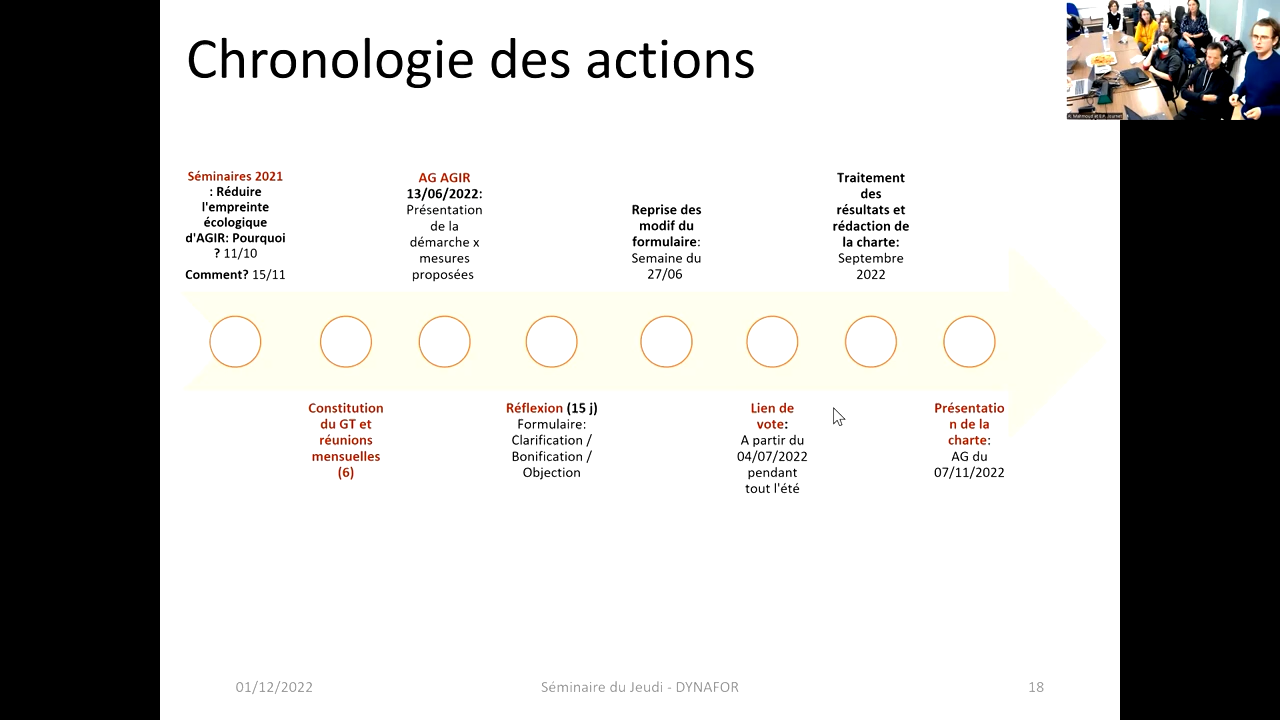 Chronologie des actions
Séminaires 2021
: Réduire
l'empreinte
écologique
d'AGIR: Pourquoi
? 11/10
Comment? 15/11
AG AGIR
13/06/2022:
Présentation
de la
démarche x
mesures
proposées
Reprise des
modif du
formulaire:
Semaine du
27/06
Traitement
des
résultats et
rédaction de
la charte:
Septembre
2022
Constitution
du GT et
réunions
mensuelles
(6)
Réflexion (15 j)
Formulaire:
Clarification /
Bonification /
Objection
Lien de
vote:
A partir du
04/07/2022
pendant
tout l'été
Présentatio
n de la
charte:
AG du
07/11/2022
01/12/2022
Séminaire du Jeudi - DYNAFOR
18